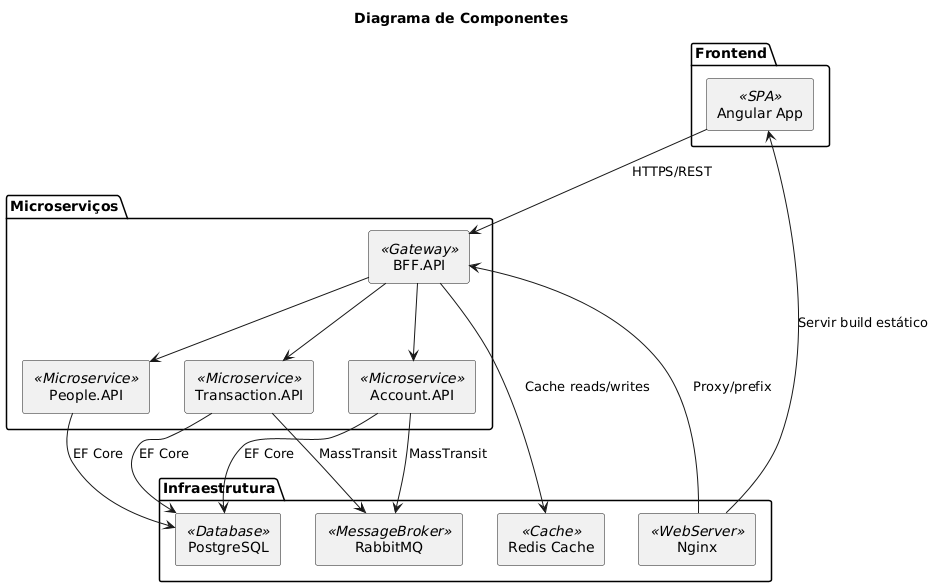 Diagrama de Componentes
Frontend
«SPA»
Angular App
HTTPS/REST
Microserviços
«Gateway»
BFF.API
Servir build estático
«Microservice»
People.API
«Microservice»
Transaction.API
«Microservice»
Account.API
Cache reads/writes
Proxy/prefix
EF Core
EF Core
EF Core
MassTransit
MassTransit
Infraestrutura
«Database»
PostgreSQL
«MessageBroker»
RabbitMQ
«Cache»
Redis Cache
«WebServer»
Nginx